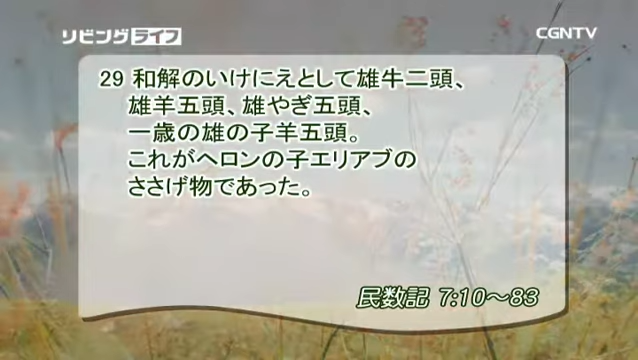 リビングライフ
CGNTV
29 和解のいけにえとして雄牛二頭、
雄羊五頭、雄やぎ五頭、
一歳の雄の子羊五頭。
これがヘロンの子エリアブの
ささげ物であった。
民数記 7:10～83